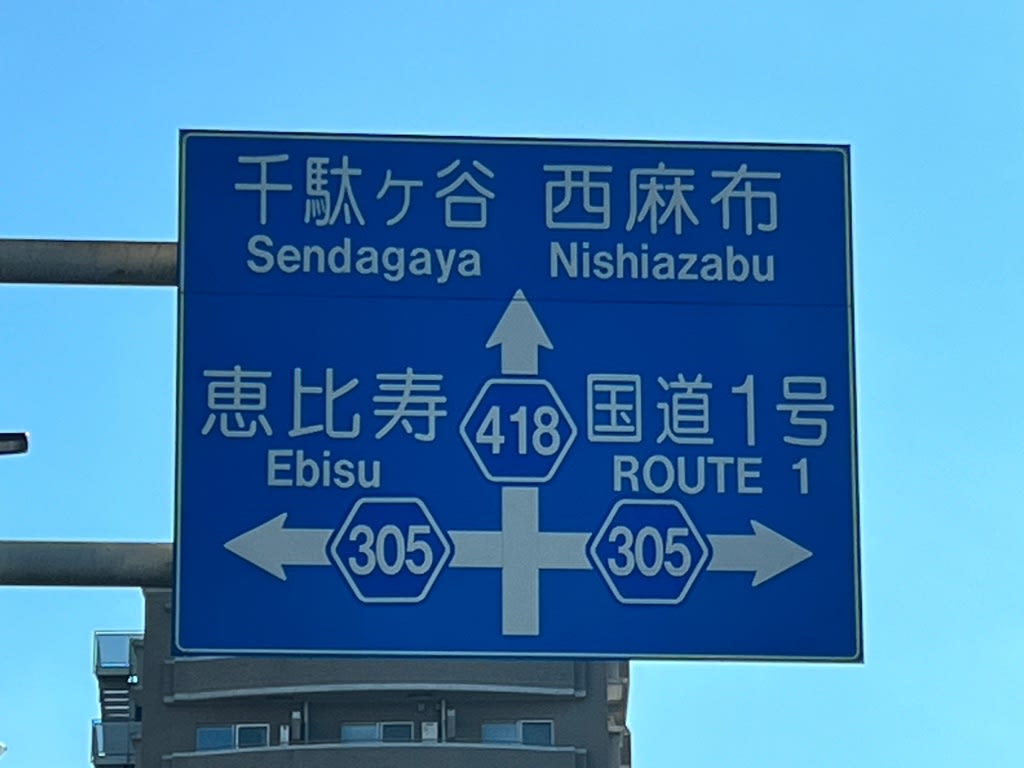 千駄ヶ谷 西麻布
Sendagaya Nishiazabu
恵比寿 418 国道1号
Ebisu ROUTE 1
305 305